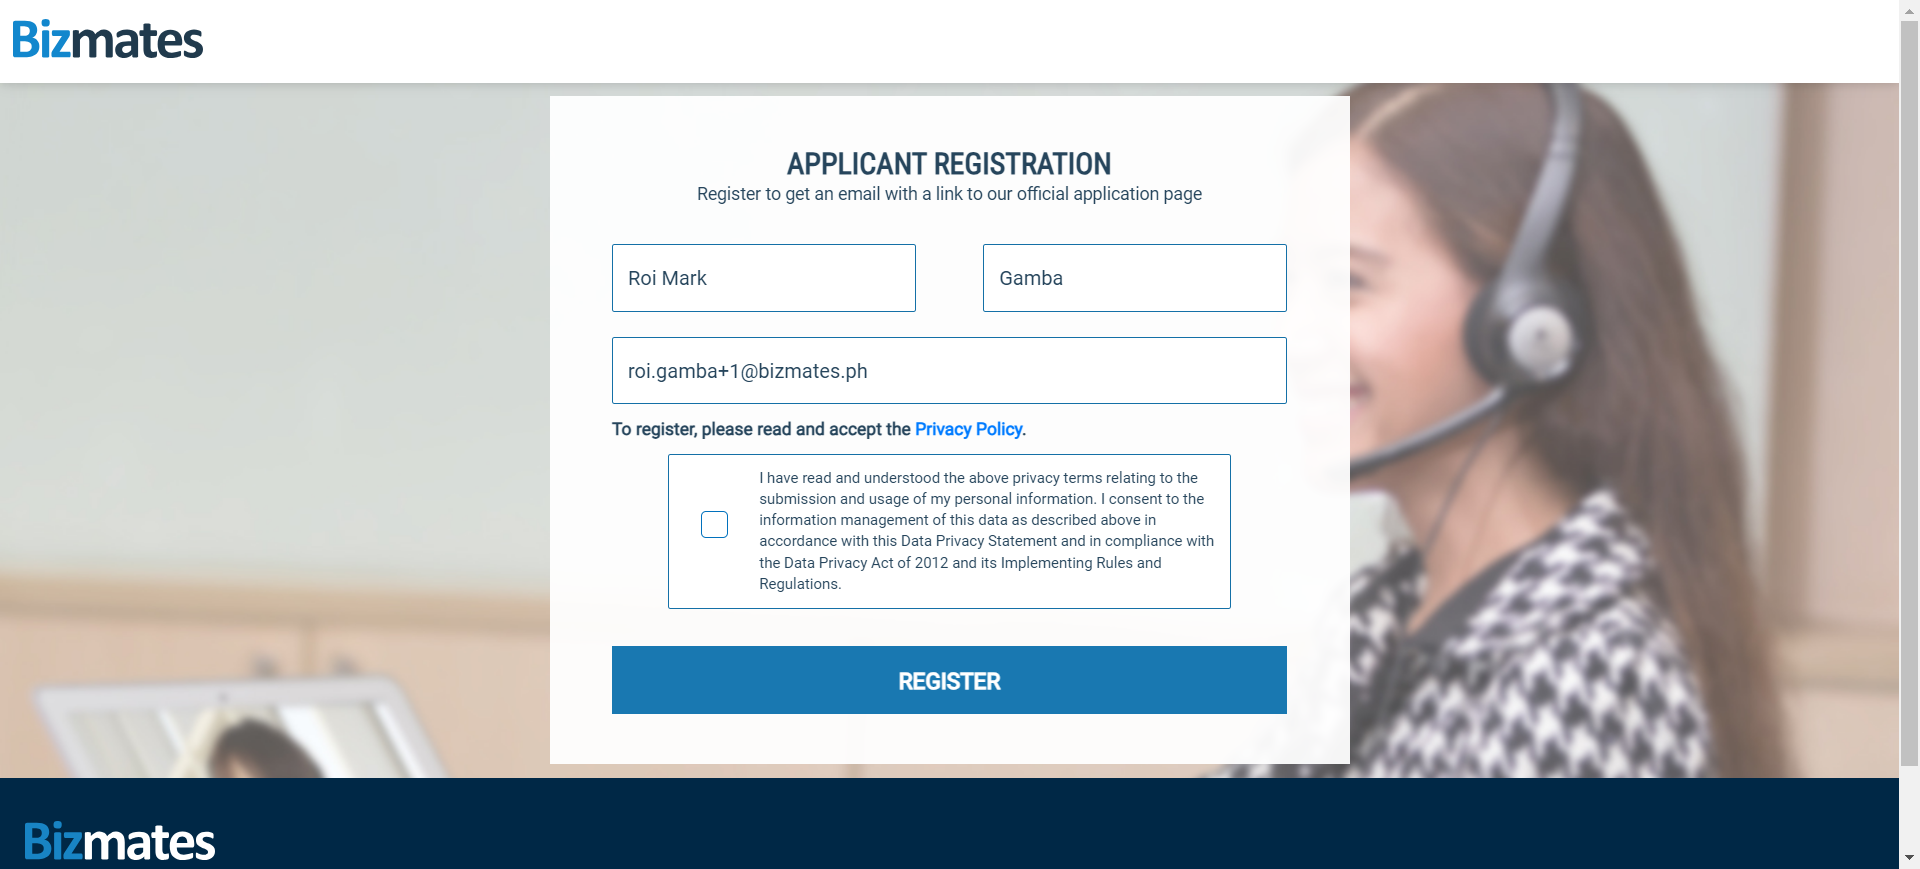 Bizmates
APPLICANT REGISTRATION
Register to get an email with a link to our official application page
Roi Mark
Gamba
roi.gamba+1@bizmates.ph
To register, please read and accept the Privacy Policy.
I have read and understood the above privacy terms relating to the
submission and usage of my personal information. I consent to the
information management of this data as described above in
accordance with this Data Privacy Statement and in compliance with
the Data Privacy Act of 2012 and its Implementing Rules and
Regulations.
REGISTER
Bizmates